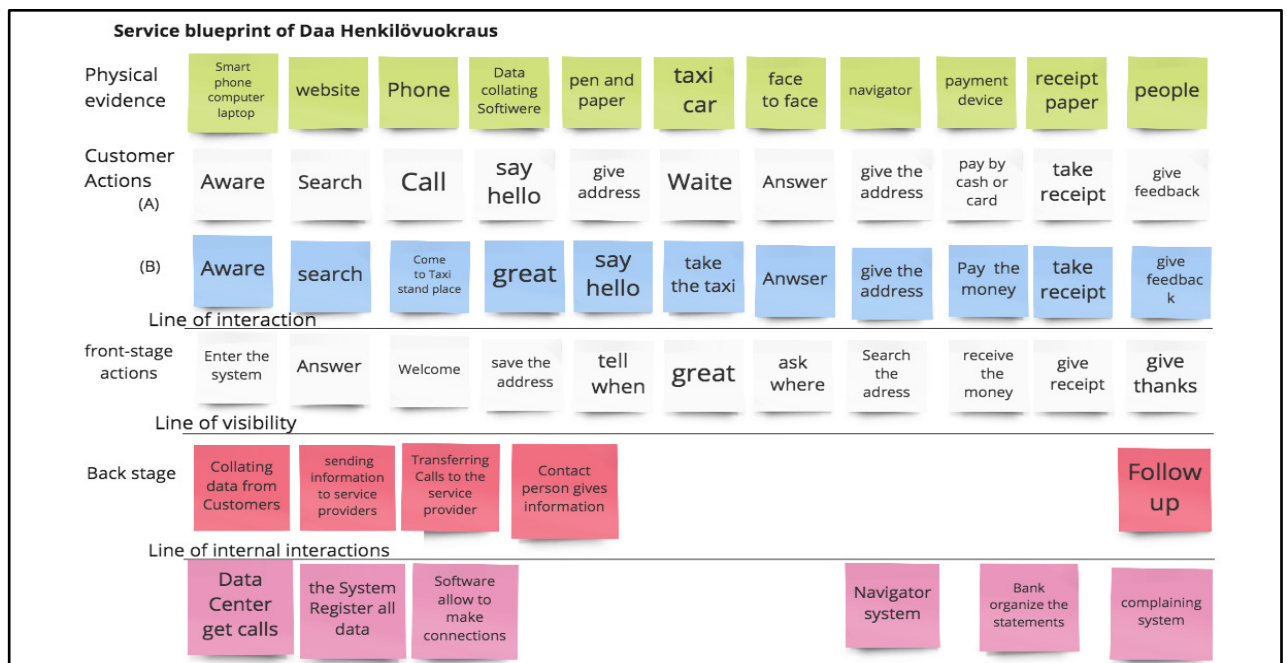 Service blueprint of Daa Henkilövuokraus
Physical
evidence
Smart
phone
computer
laptop
website
Phone
Data
collating
Softiwere
pen and
paper
taxi
car
face
to face
navigator
payment
device
receipt
paper
people
Customer
Actions
(A)
Aware
Search
Call
say
hello
give
address
Waite
Answer
give the
address
pay by
cash or
card
take
receipt
give
feedback
(B)
Aware
search
Come
to Taxi
stand place
great
say
hello
take
the taxi
Anwser
give the
address
Pay the
money
take
receipt
give
feedbac
k
Line of interaction
front-stage
actions
Enter the
system
Answer
Welcome
save the
address
tell
when
great
ask
where
Search
the
adress
receive
the
money
give
receipt
give
thanks
Line of visibility
Back stage
Collating
data from
Customers
sending
information
to service
providers
Transferring
Calls to the
service
provider
Contact
person gives
information
Follow
up
Line of internal interactions
Data
Center
get calls
the System
Register all
data
Software
allow to
make
connections
Navigator
system
Bank
organize the
statements
complaining
system